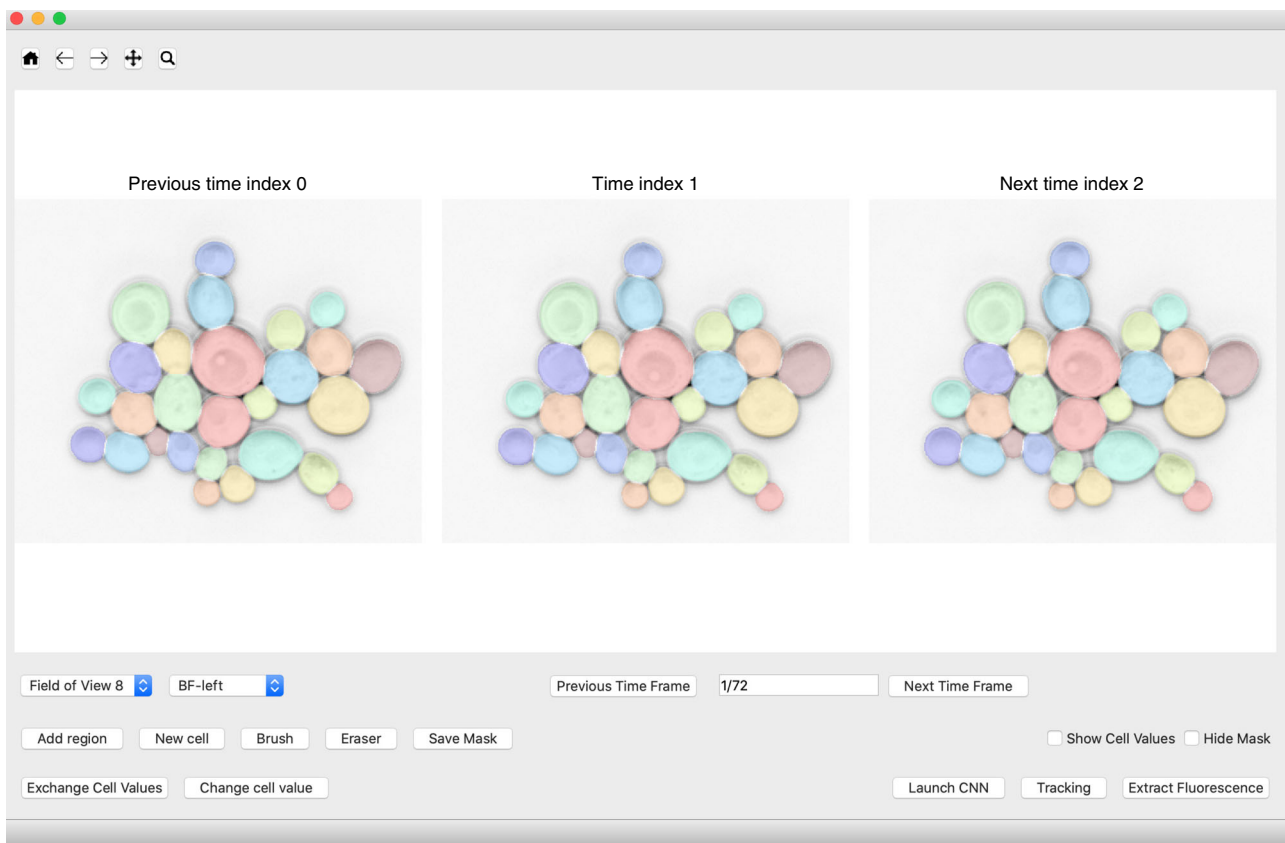 Previous time index 0 Time index 1 Next time index 2
Field of View 8 BF-left Previous Time Frame 1/72 Next Time Frame
Add region New cell Brush Eraser Save Mask Show Cell Values Hide Mask
Exchange Cell Values Change cell value Launch CNN Tracking Extract Fluorescence